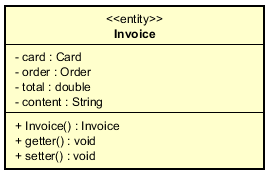 <<entity>>
Invoice
- card : Card
- order : Order
- total : double
- content : String
+ Invoice() : Invoice
+ getter() : void
+ setter() : void